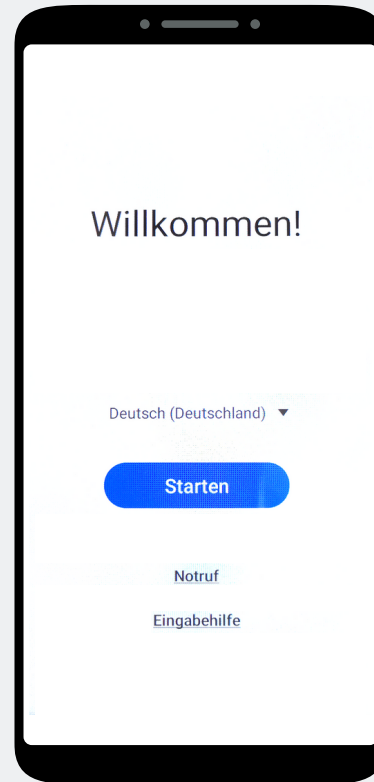 Willkommen!
Deutsch (Deutschland)
Starten
Notruf
Eingabehilfe